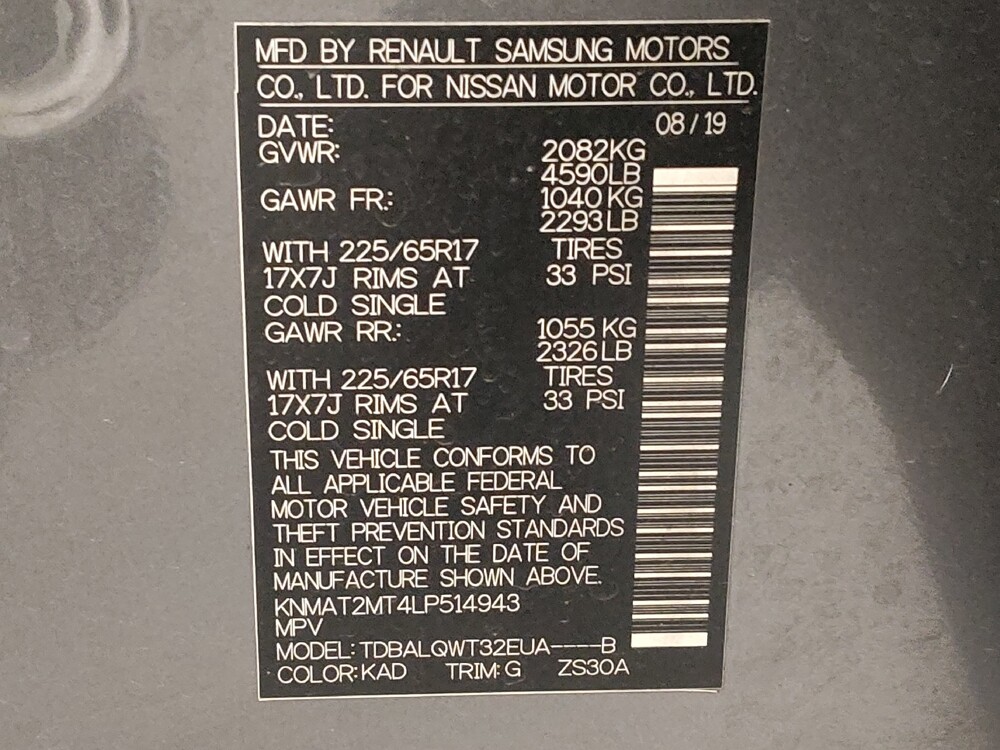 MFD BY RENAULT SAMSUNG MOTORS
CO., LTD. FOR NISSAN MOTOR CO., LTD.
DATE: 08/19
GVWR: 2082KG
4590LB
GAWR FR.: 1040KG
2293LB
WITH 225/65R17 TIRES
17X7J RIMS AT 33 PSI
COLD SINGLE
GAWR RR.: 1055 KG
2326LB
WITH 225/65R17 TIRES
17X7J RIMS AT 33 PSI
COLD SINGLE
THIS VEHICLE CONFORMS TO
ALL APPLICABLE FEDERAL
MOTOR VEHICLE SAFETY AND
THEFT PREVENTION STANDARDS
IN EFFECT ON THE DATE OF
MANUFACTURE SHOWN ABOVE.
KNMAT2MT4LP514943
MPV
MODEL: TDBALQWT32EUA----B
COLOR: KAD TRIM: G ZS30A